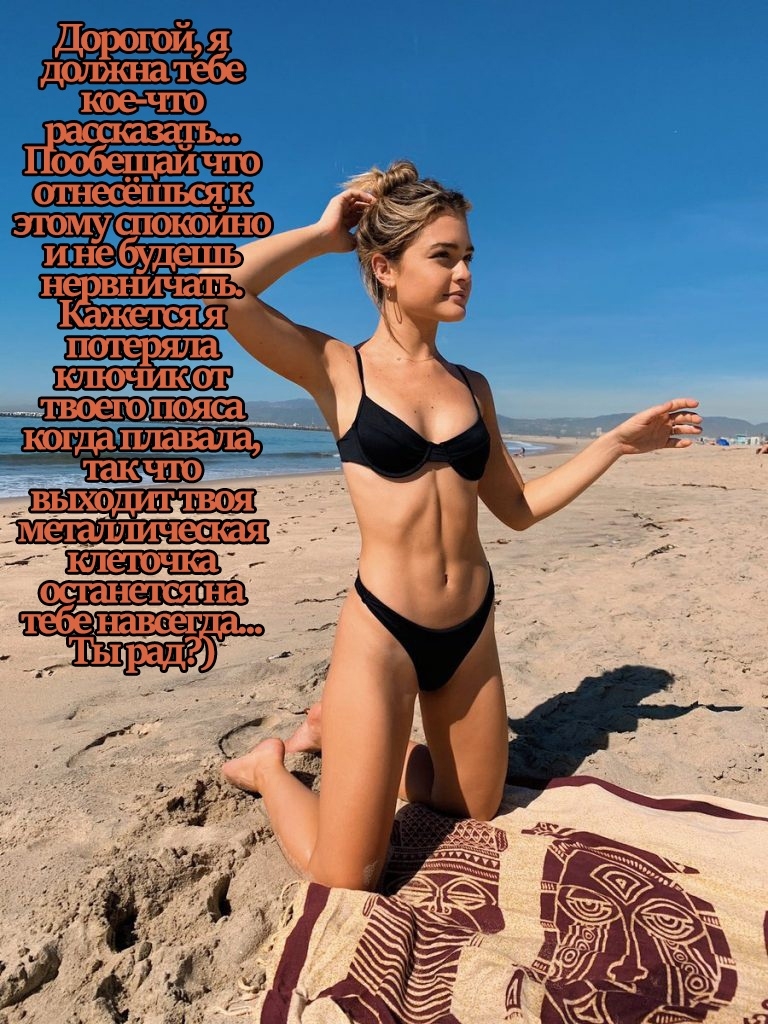 Дорогой, я
должна тебе
кое-что
рассказать...
Пообещай что
отнесёшься к
этому спокойно
и не будешь
нервничать.
Кажется я
потеряла
ключик от
твоего пояса
когда плавала,
так что
выходит твоя
металлическая
клеточка
останется на
тебе навсегда...
Ты рад?)